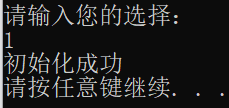 请输入您的选择：
1
初始化成功
请按任意键继续. . .